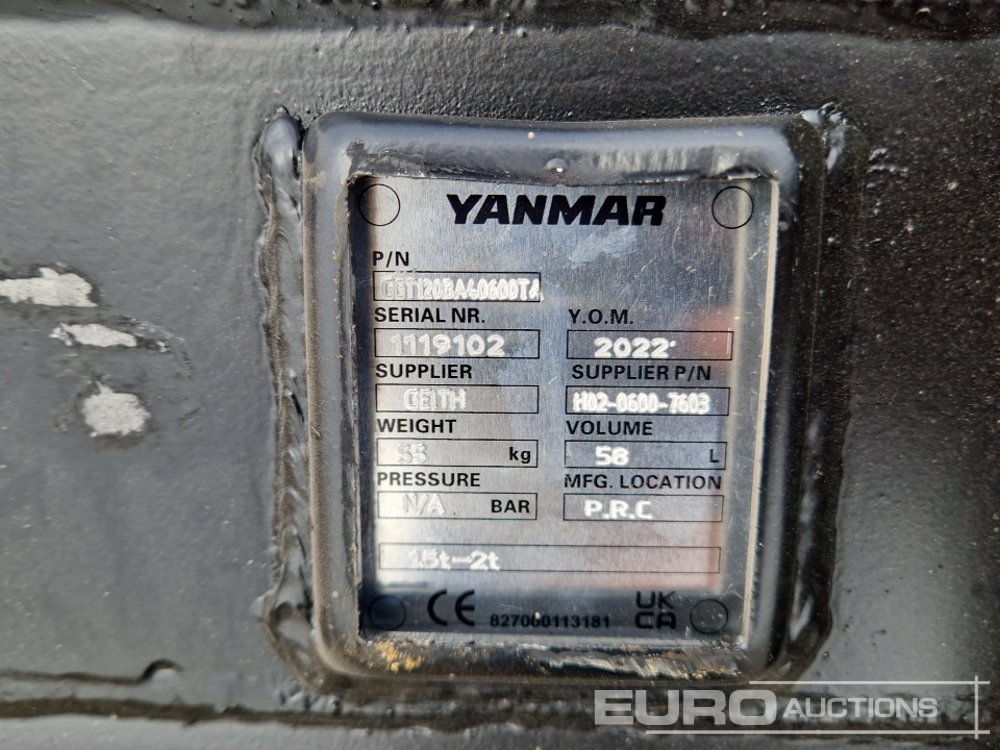 YANMAR
P/N
SERIAL NR. Y.O.M.
1119102 2022
SUPPLIER SUPPLIER P/N
GEITH H02-0600-7603
WEIGHT VOLUME
55 kg 58 L
PRESSURE MFG. LOCATION
N/A BAR P.R.C
1.5t-2t
CE 827000113181 UK CA
EURO AUCTIONS